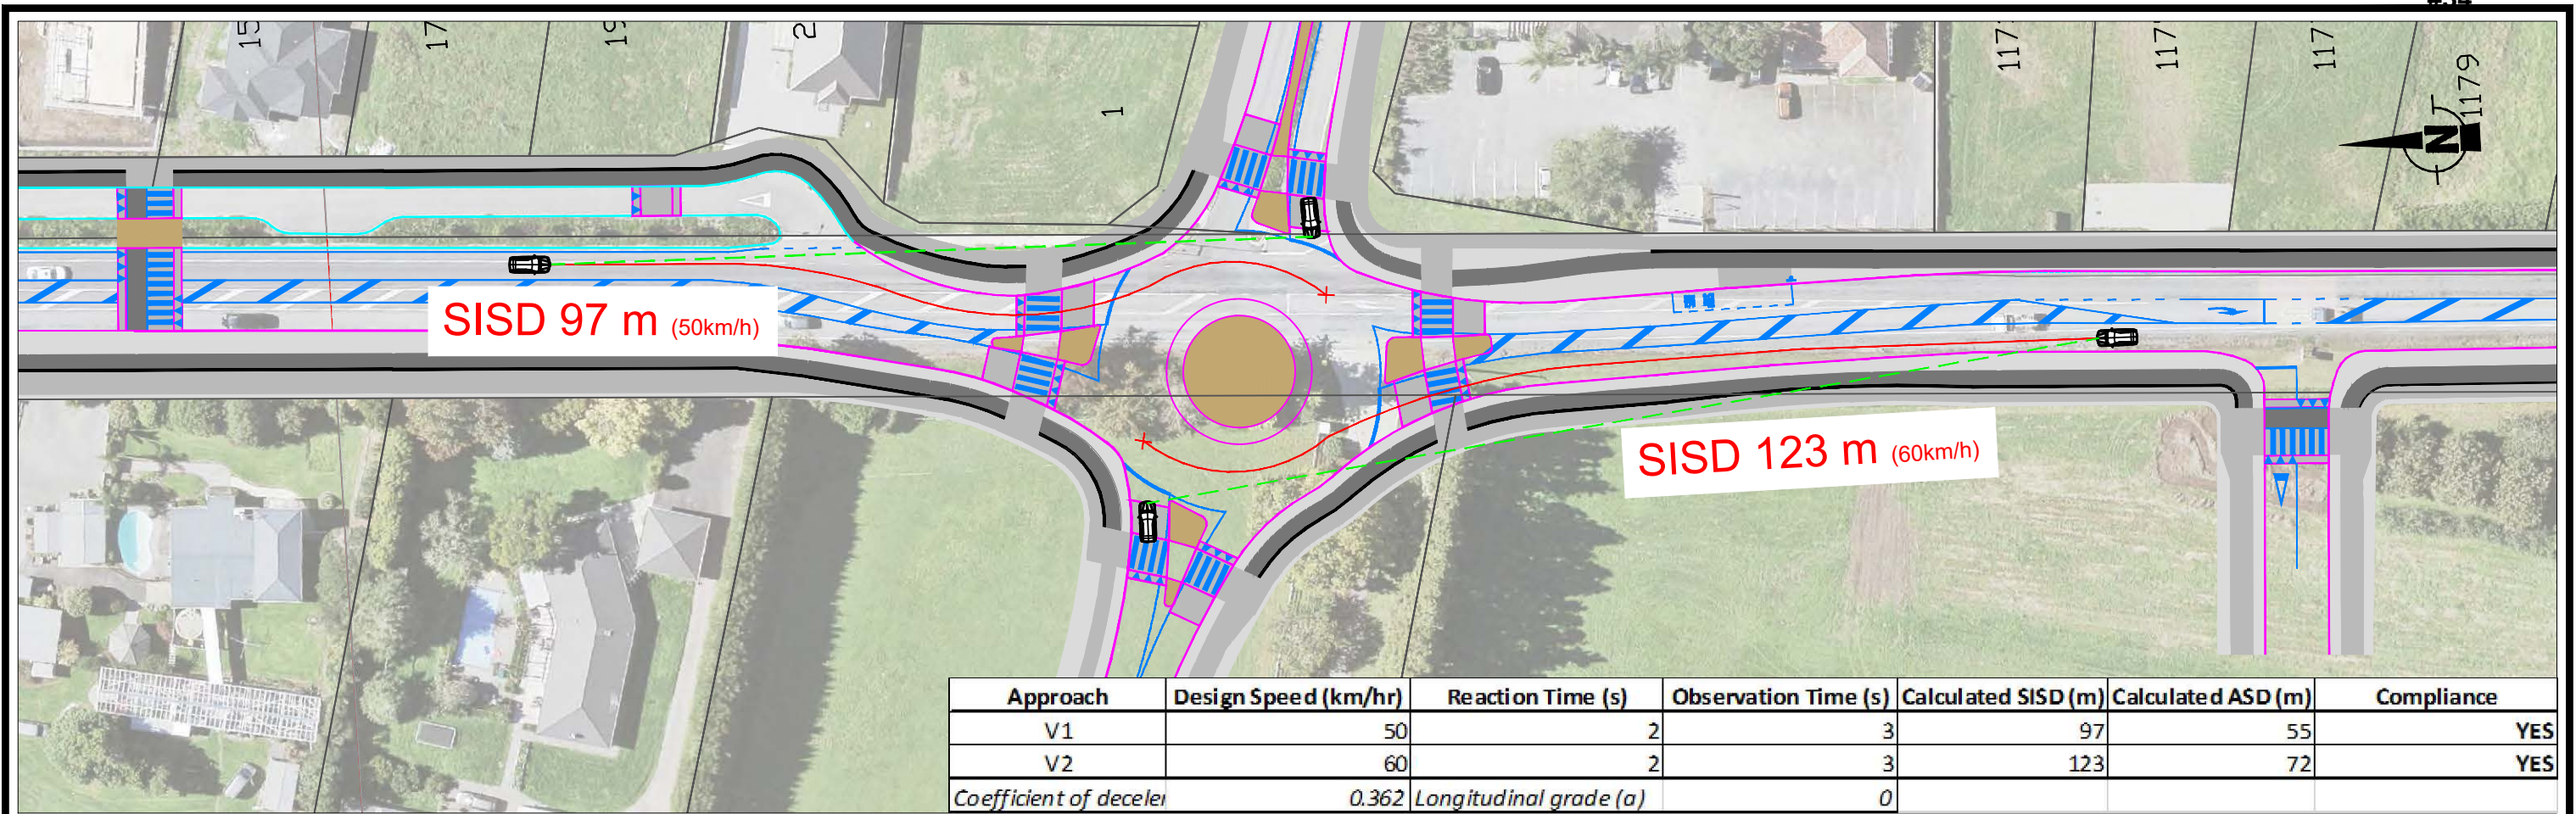 15
17
19
2
1
117
117
117
1179
N
SISD 97 m (50km/h)
SISD 123 m (60km/h)
Approach Design Speed (km/hr) Reaction Time (s) Observation Time (s) Calculated SISD (m) Calculated ASD (m) Compliance
V1 50 2 3 97 55 YES
V2 60 2 3 123 72 YES
Coefficient of deceler 0.362 Longitudinal grade (a) 0